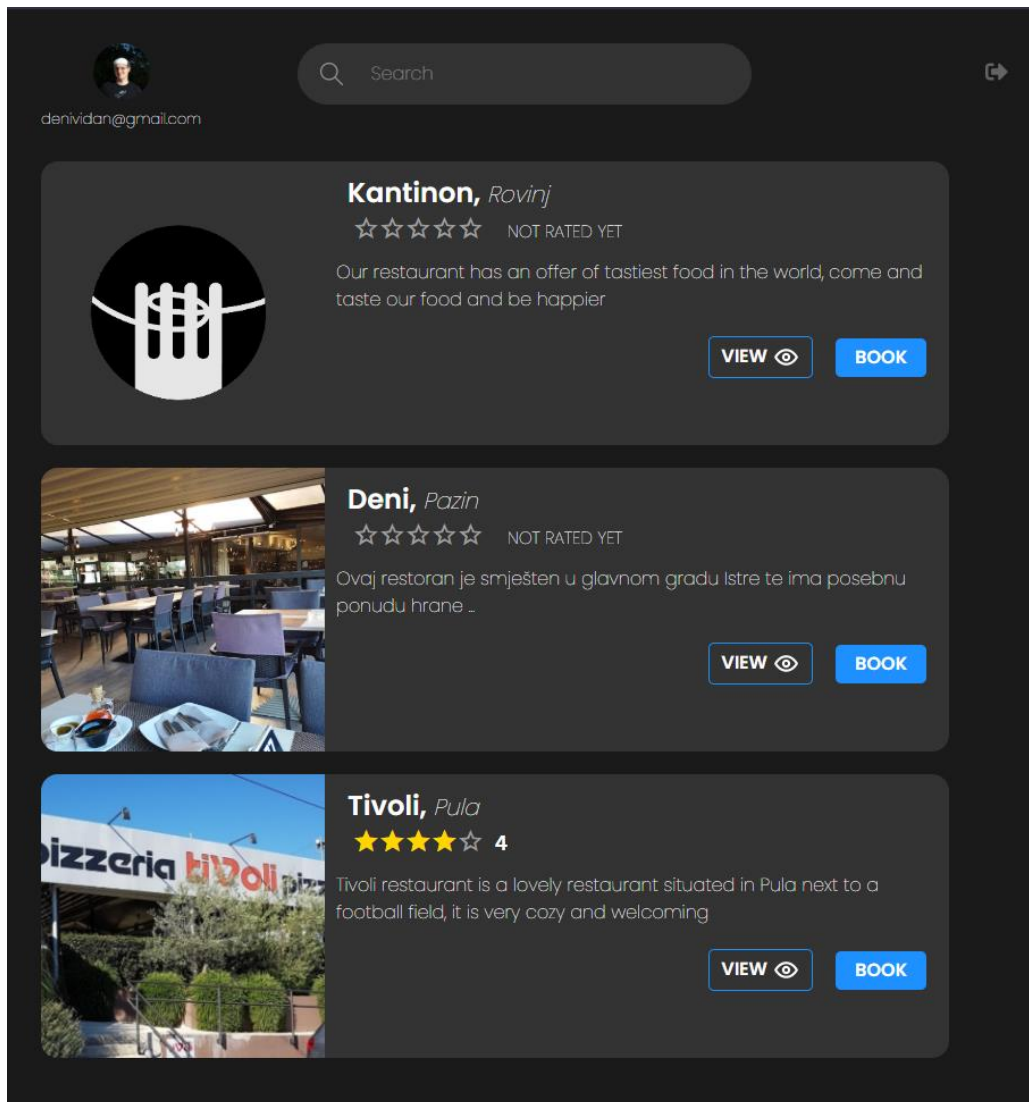 Search
denividan@gmail.com
Kantinon, Rovinj
NOT RATED YET
Our restaurant has an offer of tastiest food in the world, come and
taste our food and be happier
VIEW BOOK
Deni, Pazin
NOT RATED YET
Ovaj restoran je smješten u glavnom gradu Istre te ima posebnu
ponudu hrane ...
VIEW BOOK
pizzeria tivoli pizz
Tivoli, Pula
4
Tivoli restaurant is a lovely restaurant situated in Pula next to a
football field, it is very cozy and welcoming
VIEW BOOK